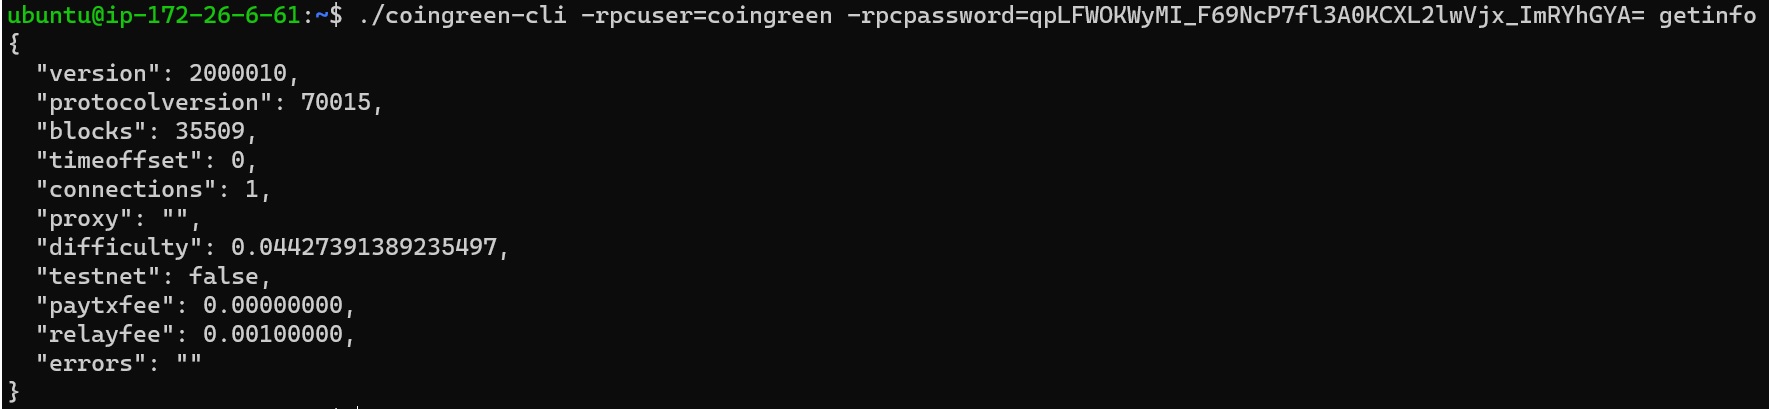 ubuntu@ip-172-26-6-61:~$ ./coingreen-cli -rpcuser=coingreen -rpcpassword=qpLFWOKWyMI_F69NcP7fl3A0KCXL2lwVjx_ImRYhGYA= getinfo
{
  "version": 2000010,
  "protocolversion": 70015,
  "blocks": 35509,
  "timeoffset": 0,
  "connections": 1,
  "proxy": "",
  "difficulty": 0.04427391389235497,
  "testnet": false,
  "paytxfee": 0.00000000,
  "relayfee": 0.00100000,
  "errors": ""
}